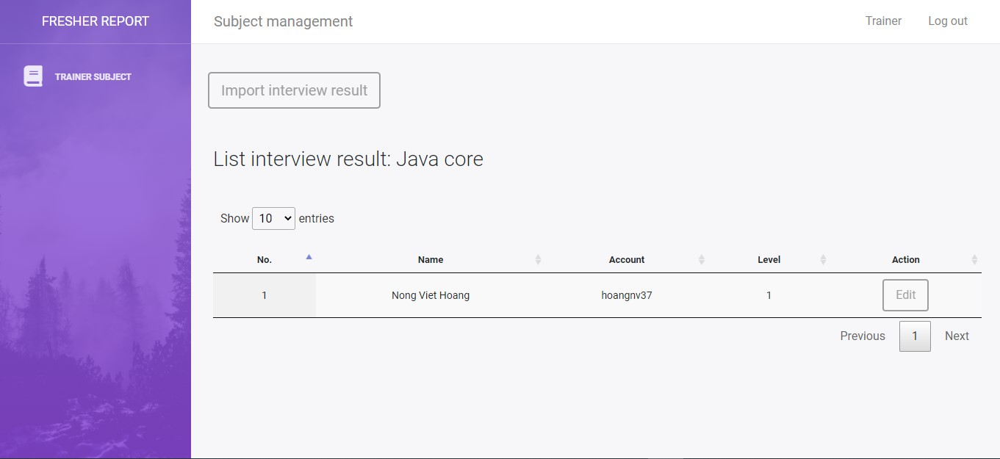 FRESHER REPORT
Subject management
Trainer
Log out
TRAINER SUBJECT
Import interview result
List interview result: Java core
Show 10 entries
No. Name Account Level Action
1 Nong Viet Hoang hoangnv37 1 Edit
Previous 1 Next